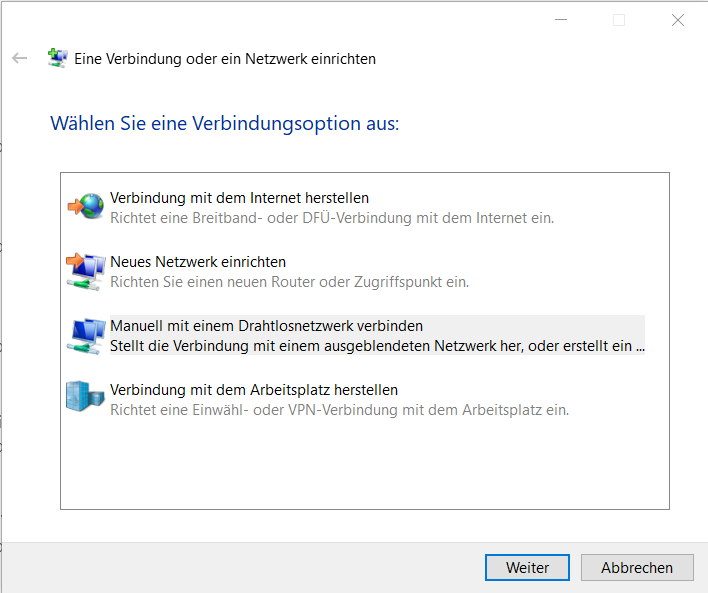 Eine Verbindung oder ein Netzwerk einrichten
Wählen Sie eine Verbindungsoption aus:
Verbindung mit dem Internet herstellen
Richtet eine Breitband- oder DFÜ-Verbindung mit dem Internet ein.
Neues Netzwerk einrichten
Richten Sie einen neuen Router oder Zugriffspunkt ein.
Manuell mit einem Drahtlosnetzwerk verbinden
Stellt die Verbindung mit einem ausgeblendeten Netzwerk her, oder erstellt ein ...
Verbindung mit dem Arbeitsplatz herstellen
Richtet eine Einwähl- oder VPN-Verbindung mit dem Arbeitsplatz ein.
Weiter Abbrechen